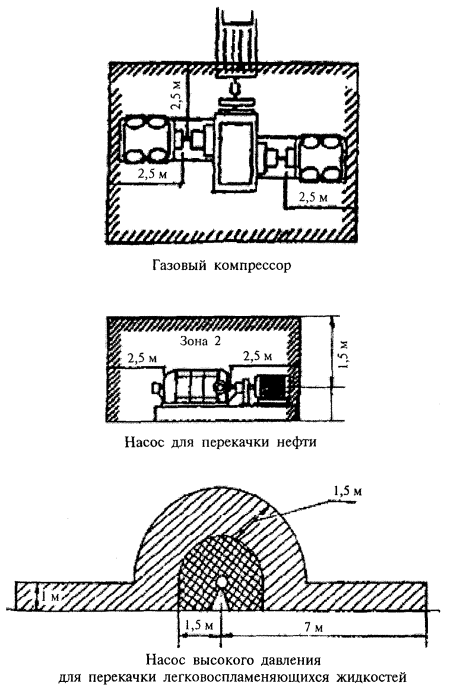 2,5 м
2,5 м
2,5 м
Газовый компрессор
Зона 2
2,5 м
2,5 м
1,5 м
Насос для перекачки нефти
1,5 м
1 м
1,5 м
7 м
Насос высокого давления
для перекачки легковоспламеняющихся жидкостей